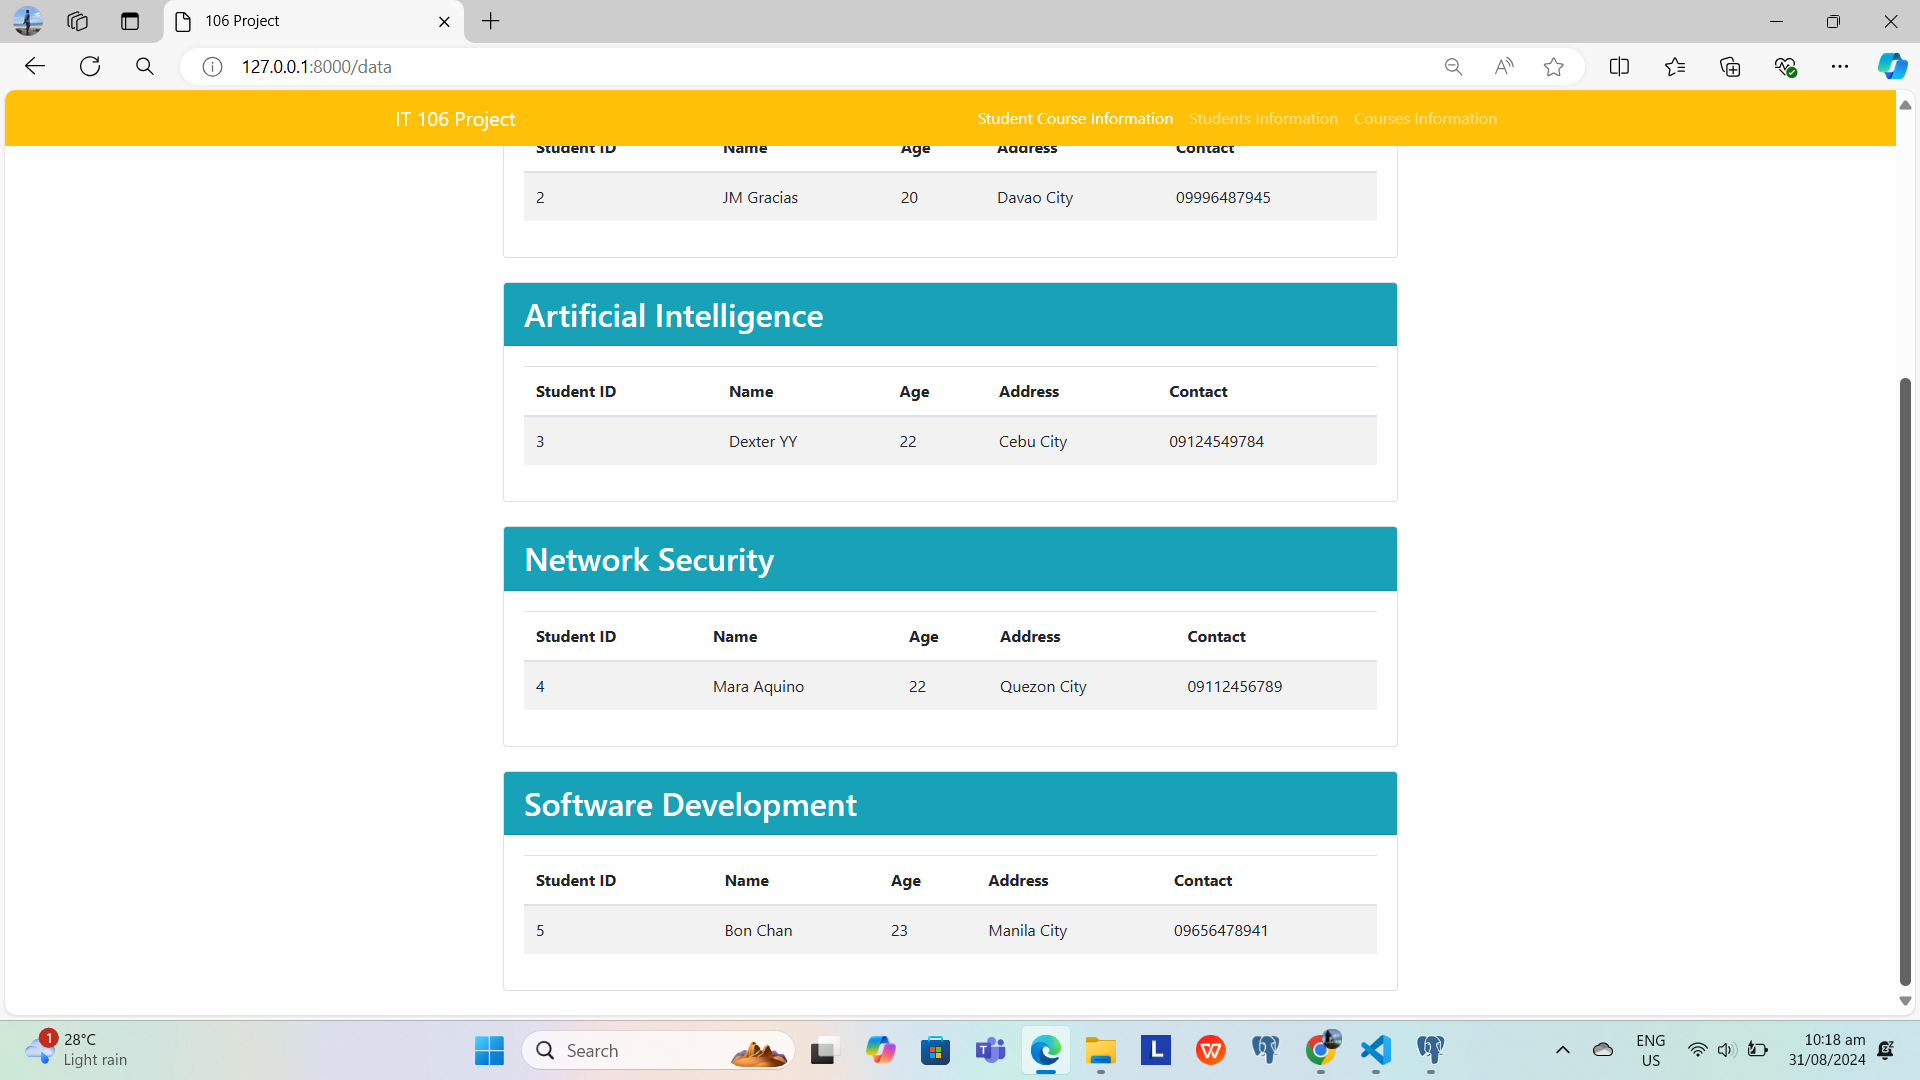 106 Project
127.0.0.1:8000/data
IT 106 Project
Student Course Information Students Information Courses Information
Student ID Name Age Address Contact
2 JM Gracias 20 Davao City 09996487945
Artificial Intelligence
Student ID Name Age Address Contact
3 Dexter YY 22 Cebu City 09124549784
Network Security
Student ID Name Age Address Contact
4 Mara Aquino 22 Quezon City 09112456789
Software Development
Student ID Name Age Address Contact
5 Bon Chan 23 Manila City 09656478941
1
28°C
Light rain
Search
L
W
ENG
US
10:18 am
31/08/2024